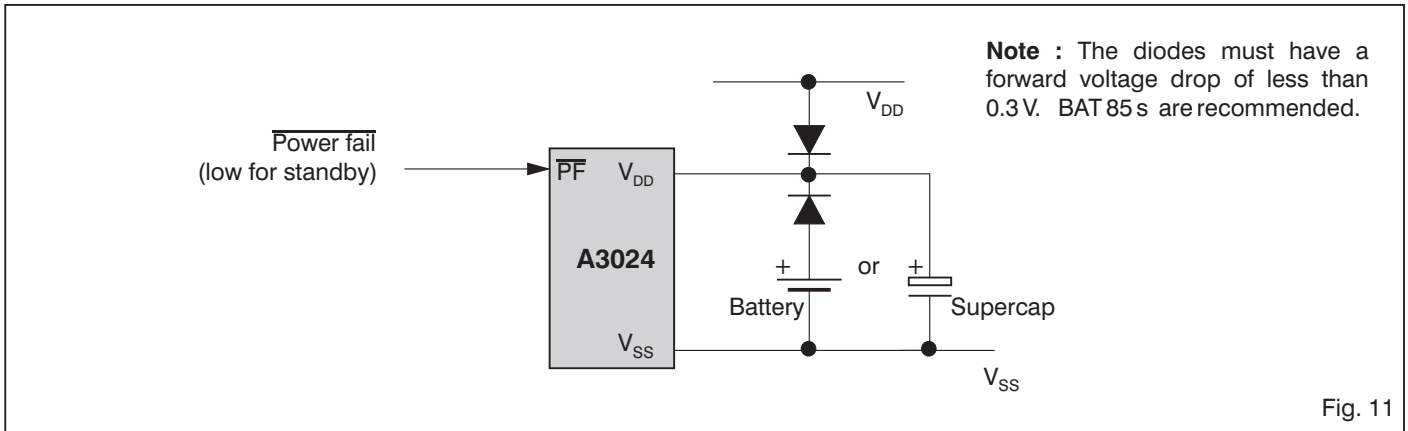 Note : The diodes must have a
forward voltage drop of less than
0.3 V. BAT 85 s are recommended.
V_DD
Power fail
(low for standby)
PF V_DD
A3024
+ or +
Battery Supercap
V_SS
V_SS
Fig. 11